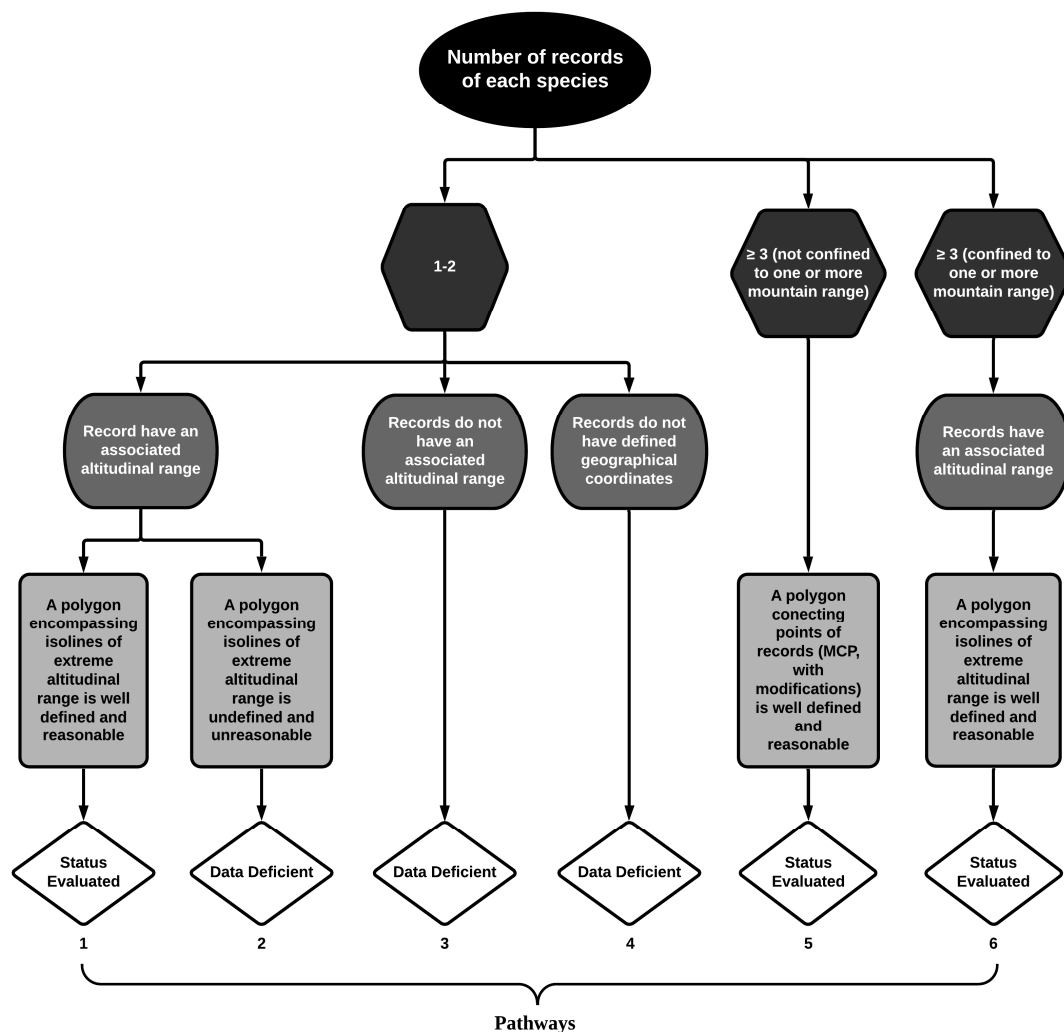 Number of records
of each species
1-2
≥ 3 (not confined
to one or more
mountain range)
≥ 3 (confined to
one or more
mountain range)
Record have an
associated
altitudinal range
Records do not
have an
associated
altitudinal range
Records do not
have defined
geographical
coordinates
Records have
an associated
altitudinal range
A polygon
encompassing
isolines of
extreme
altitudinal
range is well
defined and
reasonable
A polygon
encompassing
isolines of
extreme
altitudinal
range is
undefined and
unreasonable
A polygon
conecting
points of
records (MCP,
with
modifications)
is well defined
and
reasonable
A polygon
encompassing
isolines of
extreme
altitudinal
range is well
defined and
reasonable
Status
Evaluated
Data Deficient
Data Deficient
Data Deficient
Status
Evaluated
Status
Evaluated
1
2
3
4
5
6
Pathways